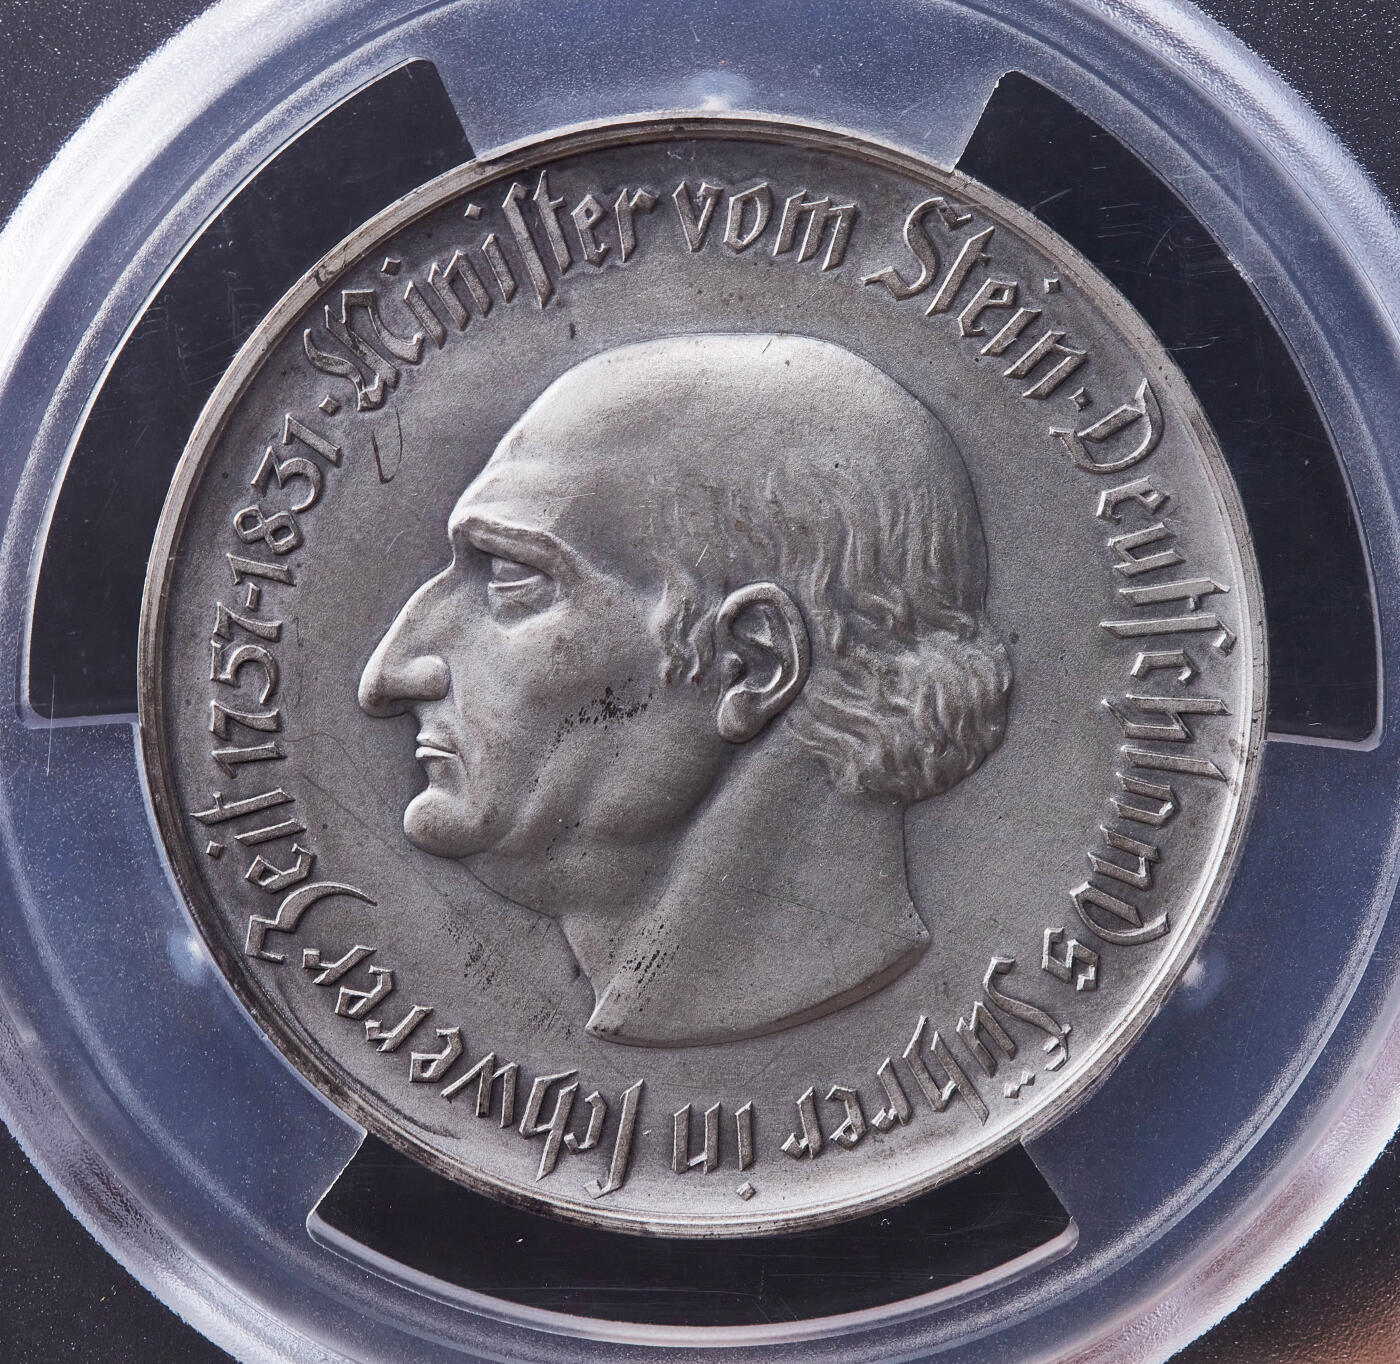 Minister vom Stein · Deutschlands Führer in schwerer Zeit 1757-1831 ·